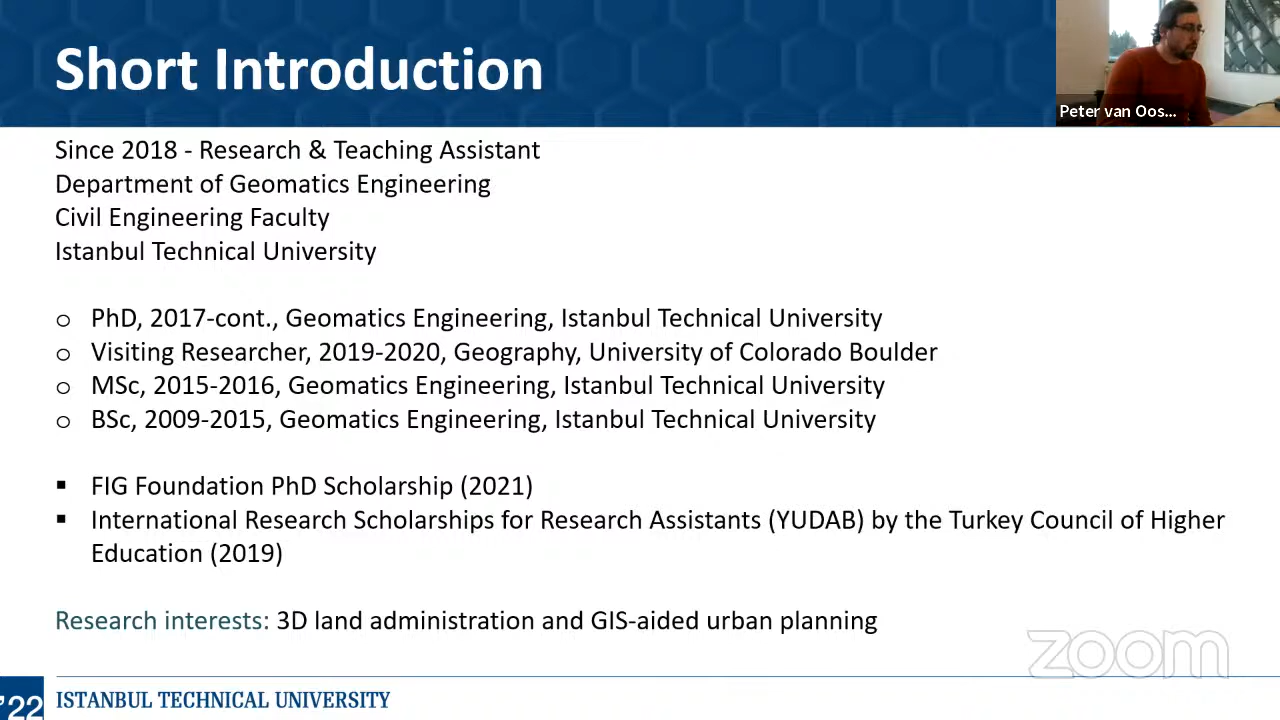 Short Introduction
Peter van Oos...
Since 2018 - Research & Teaching Assistant
Department of Geomatics Engineering
Civil Engineering Faculty
Istanbul Technical University
o PhD, 2017-cont., Geomatics Engineering, Istanbul Technical University
o Visiting Researcher, 2019-2020, Geography, University of Colorado Boulder
o MSc, 2015-2016, Geomatics Engineering, Istanbul Technical University
o BSc, 2009-2015, Geomatics Engineering, Istanbul Technical University
▪ FIG Foundation PhD Scholarship (2021)
▪ International Research Scholarships for Research Assistants (YUDAB) by the Turkey Council of Higher
Education (2019)
Research interests: 3D land administration and GIS-aided urban planning
zoom
'22 ISTANBUL TECHNICAL UNIVERSITY